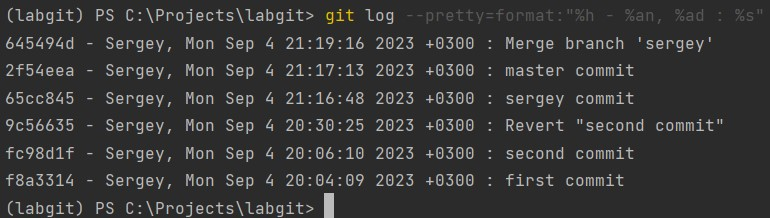 (labgit) PS C:\Projects\labgit> git log --pretty=format:"%h - %an, %ad : %s"
645494d - Sergey, Mon Sep 4 21:19:16 2023 +0300 : Merge branch 'sergey'
2f54eea - Sergey, Mon Sep 4 21:17:13 2023 +0300 : master commit
65cc845 - Sergey, Mon Sep 4 21:16:48 2023 +0300 : sergey commit
9c56635 - Sergey, Mon Sep 4 20:30:25 2023 +0300 : Revert "second commit"
fc98d1f - Sergey, Mon Sep 4 20:06:10 2023 +0300 : second commit
f8a3314 - Sergey, Mon Sep 4 20:04:09 2023 +0300 : first commit
(labgit) PS C:\Projects\labgit>